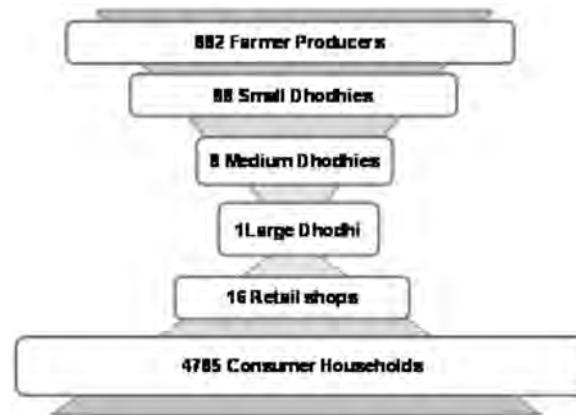 882 Farmer Producers
88 Small Dhodhies
8 Medium Dhodhies
1Large Dhodhi
16 Retail shops
4785 Consumer Households